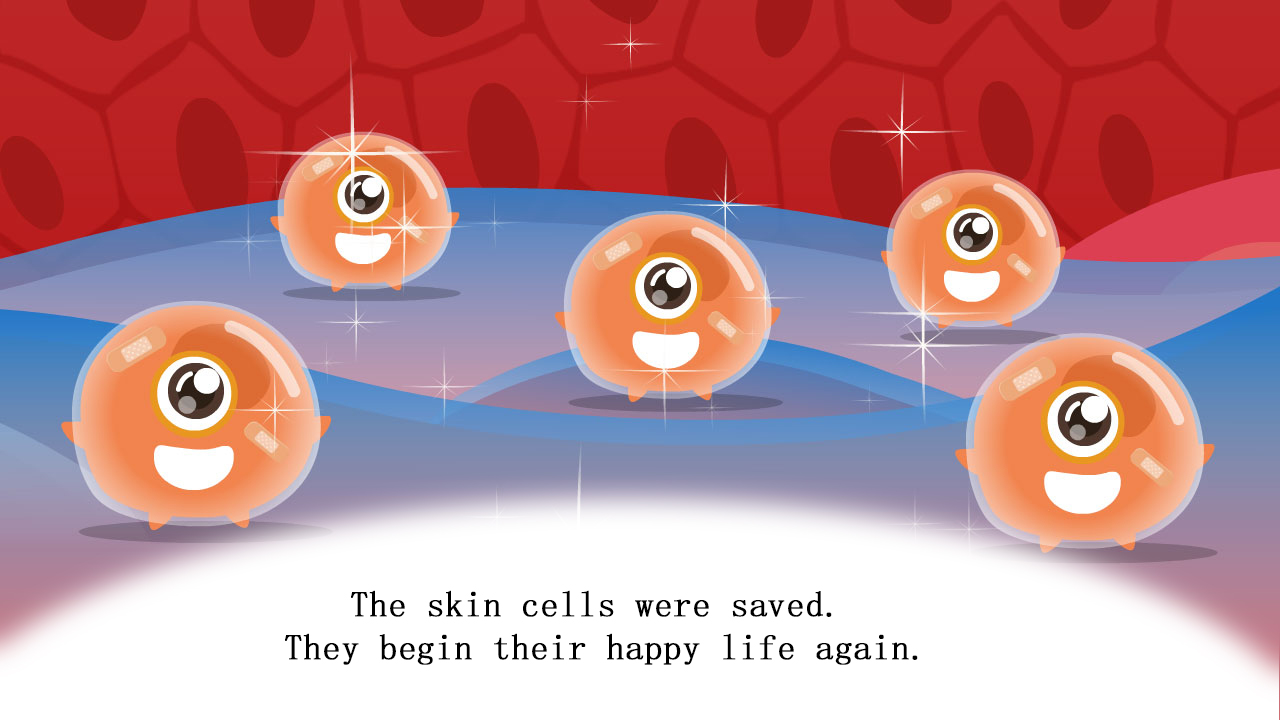 The skin cells were saved.
They begin their happy life again.